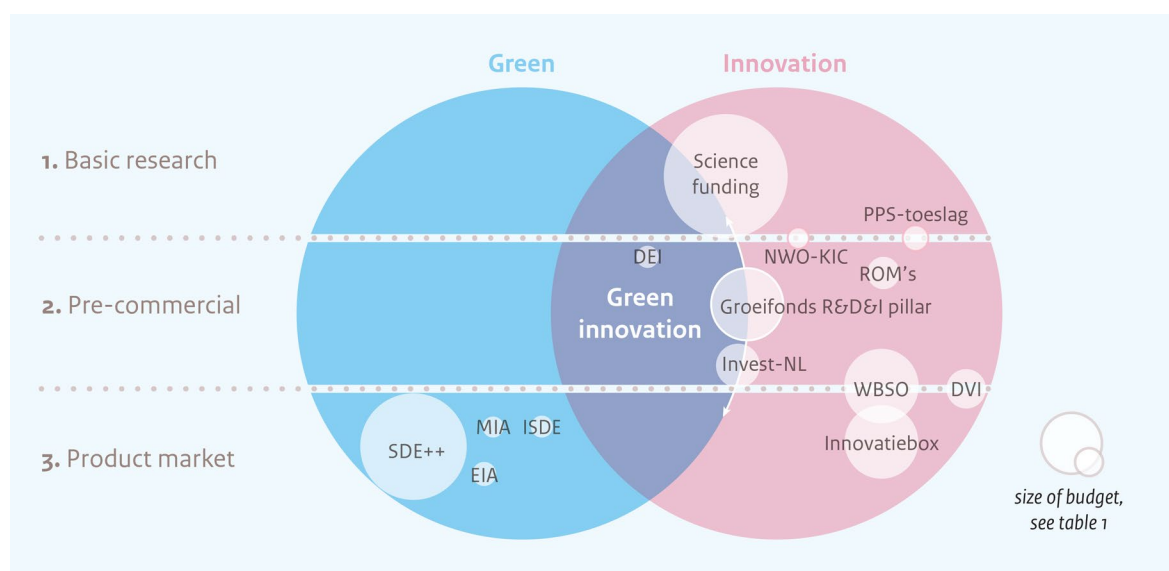 Green
Innovation
1. Basic research
Science
funding
PPS-toeslag
DEI
NWO-KIC
ROM's
2. Pre-commercial
Green
innovation
Groeifonds R&D&I pillar
Invest-NL
WBSO
DVI
3. Product market
SDE++
MIA
ISDE
EIA
Innovatiebox
size of budget,
see table 1